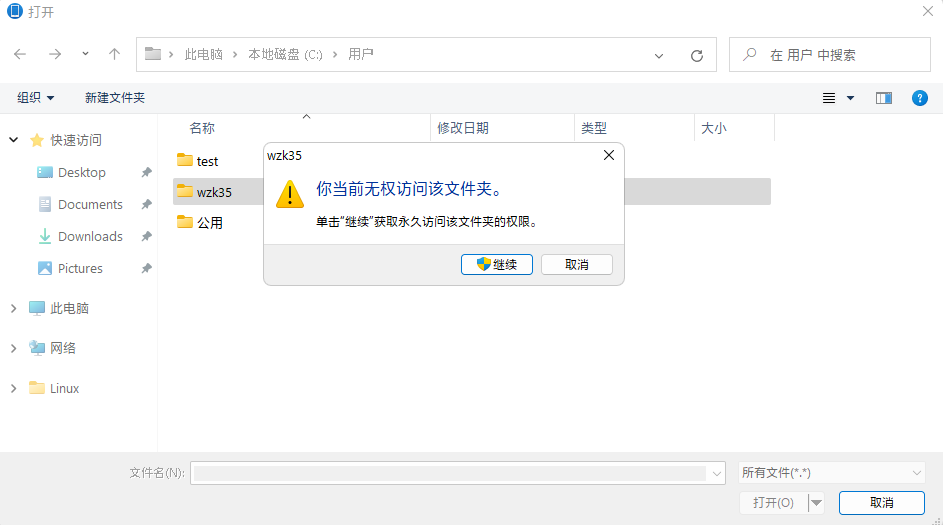 打开
此电脑 › 本地磁盘 (C:) › 用户
在 用户 中搜索
组织 新建文件夹
名称 修改日期 类型 大小
快速访问
Desktop
Documents
Downloads
Pictures
此电脑
网络
Linux
test
wzk35
公用
wzk35
你当前无权访问该文件夹。
单击“继续”获取永久访问该文件夹的权限。
继续 取消
文件名(N): 所有文件(*.*)
打开(O) 取消